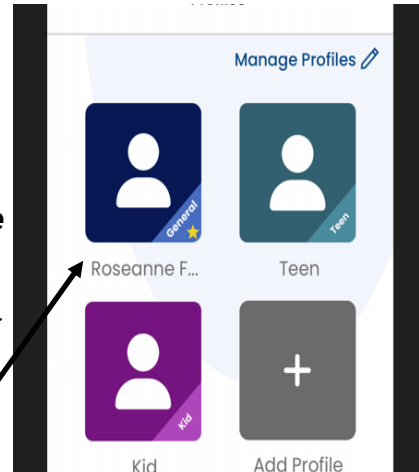 Manage Profiles
General
Teen
Roseanne F...
Teen
Kid
Kid
Add Profile